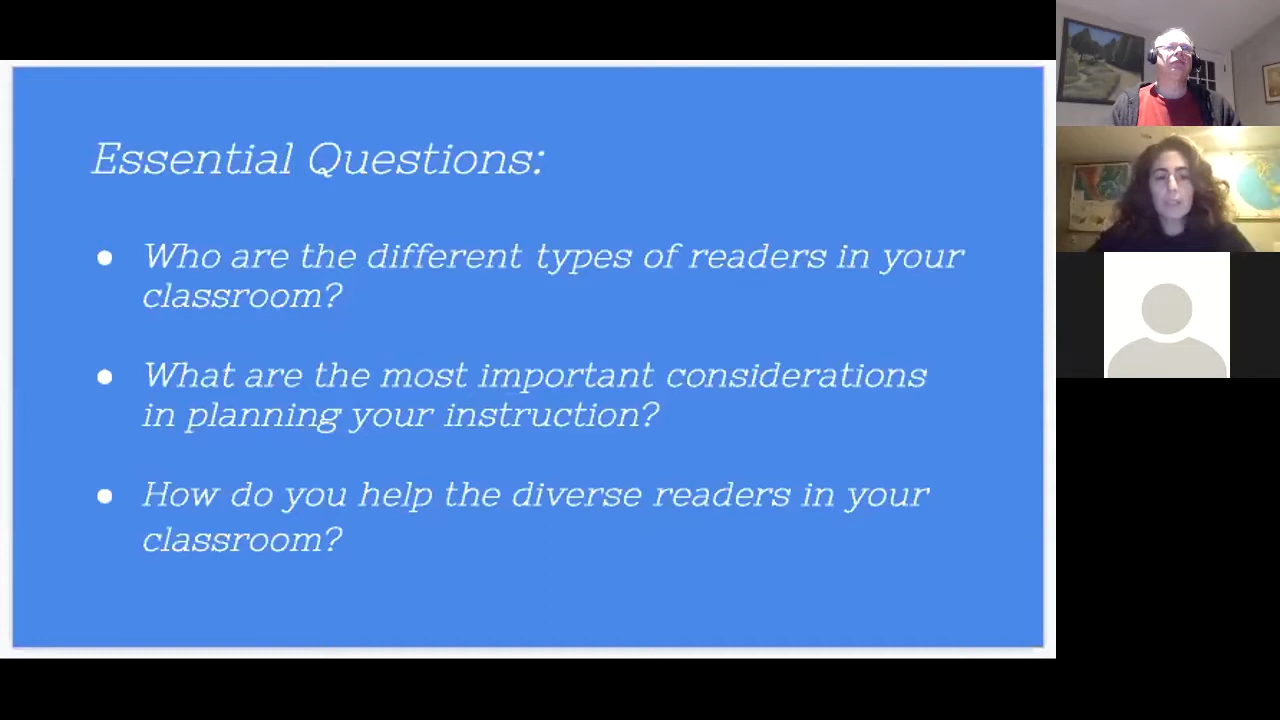 Essential Questions:
● Who are the different types of readers in your
classroom?
● What are the most important considerations
in planning your instruction?
● How do you help the diverse readers in your
classroom?